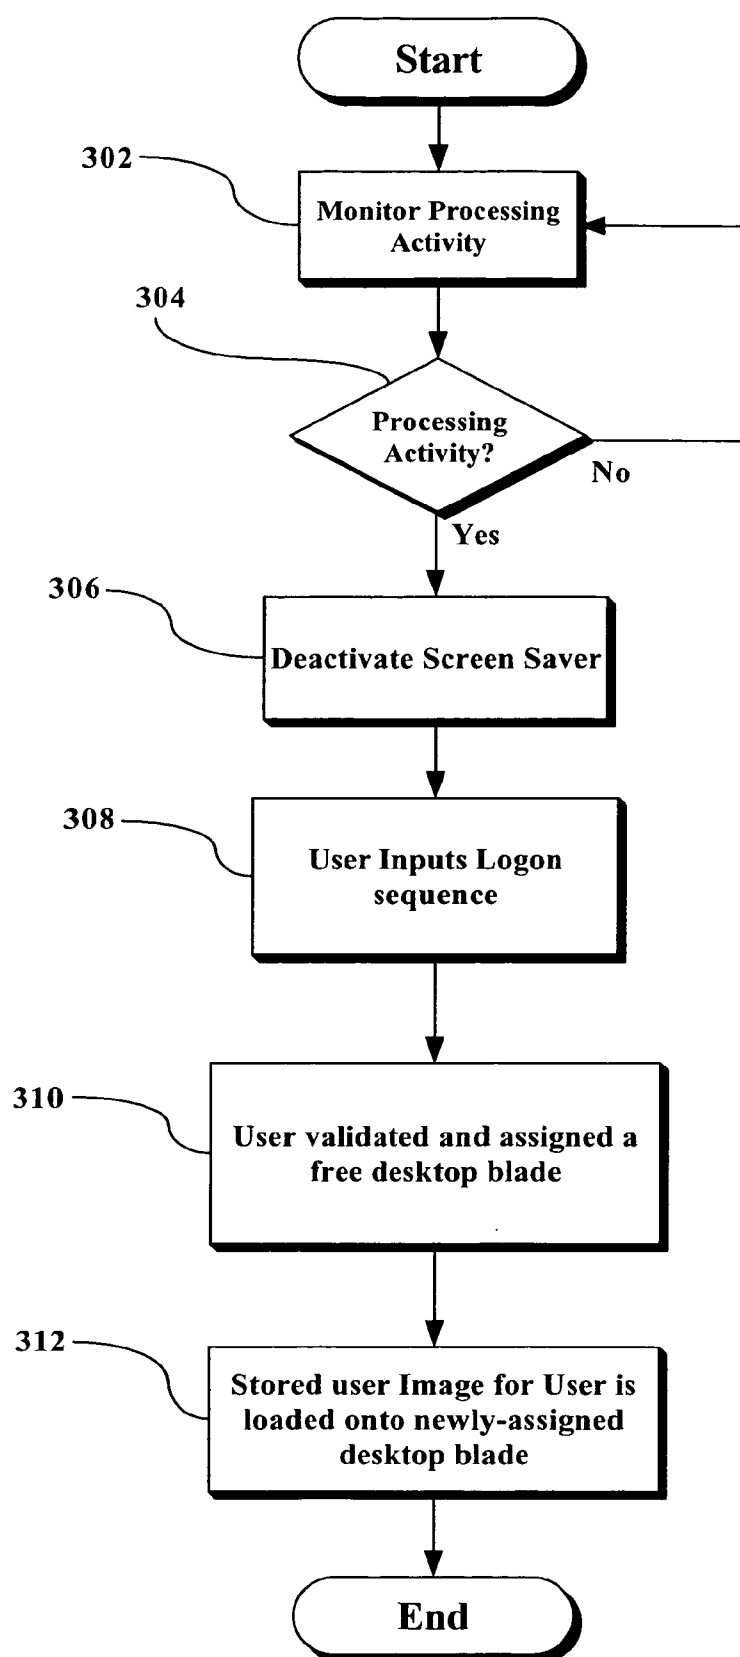 Start
302
Monitor Processing
Activity
304
Processing
Activity?
No
Yes
306
Deactivate Screen Saver
308
User Inputs Logon
sequence
310
User validated and assigned a
free desktop blade
312
Stored user Image for User is
loaded onto newly-assigned
desktop blade
End